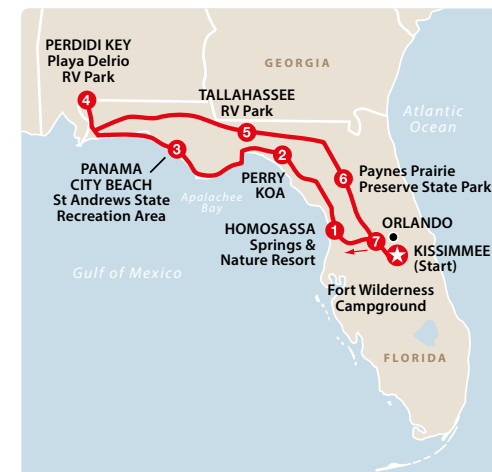 PERDIDI KEY
Playa Delrio
RV Park
4
GEORGIA
TALLAHASSEE
RV Park
5
Atlantic
Ocean
3
2
PANAMA
CITY BEACH
St Andrews State
Recreation Area
Apalachee
Bay
PERRY
KOA
6
Paynes Prairie
Preserve State Park
HOMOSASSA
Springs &
Nature Resort
1
7
ORLANDO
KISSIMMEE
(Start)
Gulf of Mexico
Fort Wilderness
Campground
FLORIDA